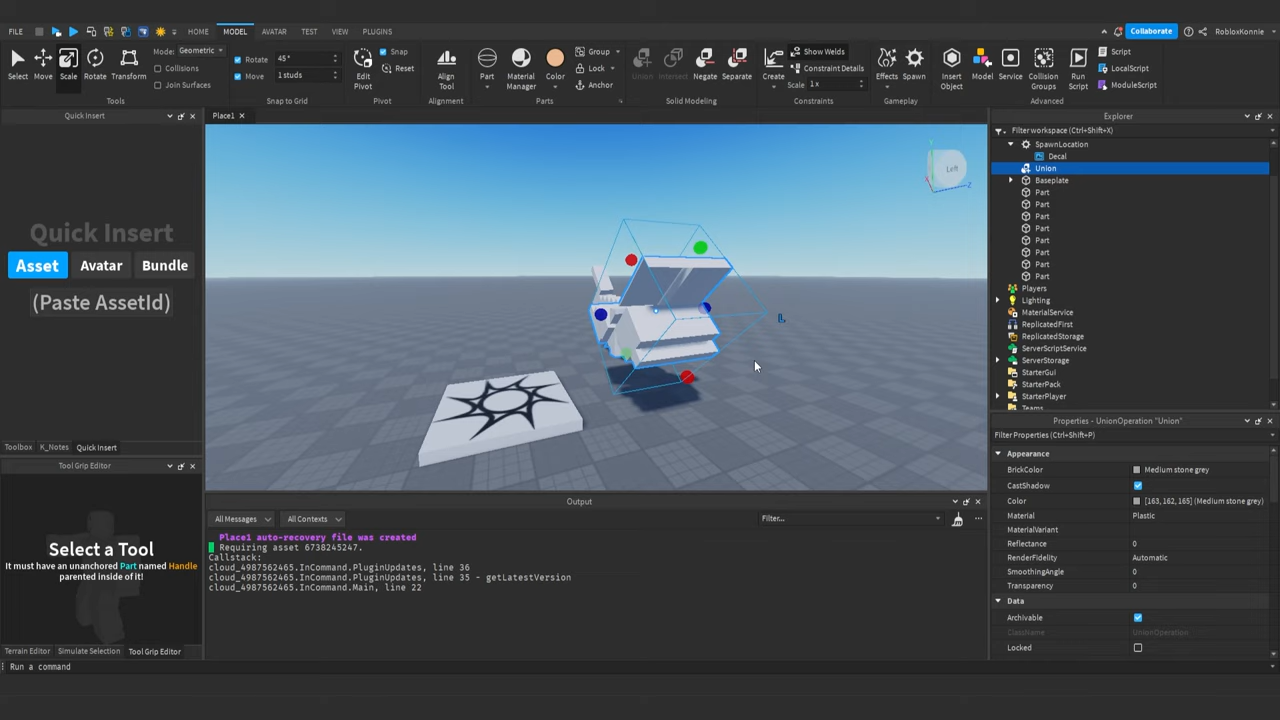 FILE HOME MODEL AVATAR TEST VIEW PLUGINS Collaborate RobloxKonnie
Select Move Scale Rotate Transform
Mode: Geometric
Collisions
Join Surfaces
Tools
Rotate 45°
Move 1 studs
Snap to Grid
Edit
Pivot
Snap
Reset
Pivot
Align
Tool
Alignment
Part Material
Manager Color
Group
Lock
Anchor
Parts
Union Intersect Negate Separate
Solid Modeling
Create
Show Welds
Constraint Details
Scale 1 x
Constraints
Effects Spawn
Gameplay
Insert
Object Model Service Collision
Groups Run
Script
Script
LocalScript
ModuleScript
Advanced
Quick Insert
Quick Insert
Asset Avatar Bundle
(Paste AssetId)
Toolbox K_Notes Quick Insert
Tool Grip Editor
Select a Tool
It must have an unanchored Part named Handle
parented inside of it!
Terrain Editor Simulate Selection Tool Grip Editor
Run a command
Place1
Y
Left
Z
L
Output
All Messages All Contexts Filter...
Place1 auto-recovery file was created
Requiring asset 6738245247.
Callstack:
cloud_4987562465.InCommand.PluginUpdates, line 36
cloud_4987562465.InCommand.PluginUpdates, line 35 - getLatestVersion
cloud_4987562465.InCommand.Main, line 22
Explorer
Filter workspace (Ctrl+Shift+X)
SpawnLocation
Decal
Union
Baseplate
Part
Part
Part
Part
Part
Part
Part
Part
Players
Lighting
MaterialService
ReplicatedFirst
ReplicatedStorage
ServerScriptService
ServerStorage
StarterGui
StarterPack
StarterPlayer
Teams
Properties - UnionOperation "Union"
Filter Properties (Ctrl+Shift+P)
Appearance
BrickColor Medium stone grey
CastShadow
Color [163, 162, 165] (Medium stone grey)
Material Plastic
MaterialVariant
Reflectance 0
RenderFidelity Automatic
SmoothingAngle 0
Transparency 0
Data
Archivable
ClassName UnionOperation
Locked